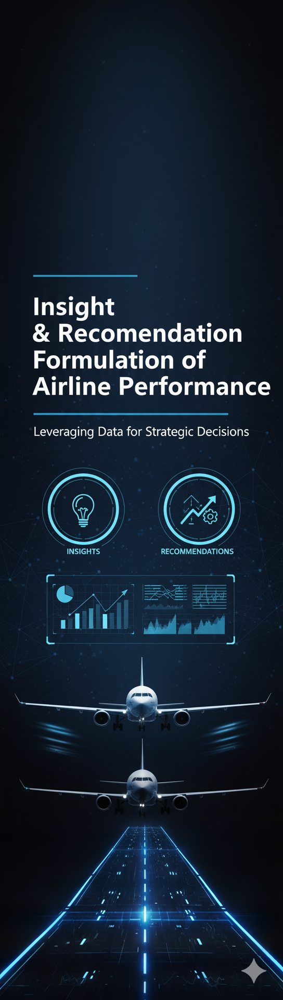 Insight
& Recomendation
Formulation of
Airline Performance
Leveraging Data for Strategic Decisions
INSIGHTS
RECOMMENDATIONS